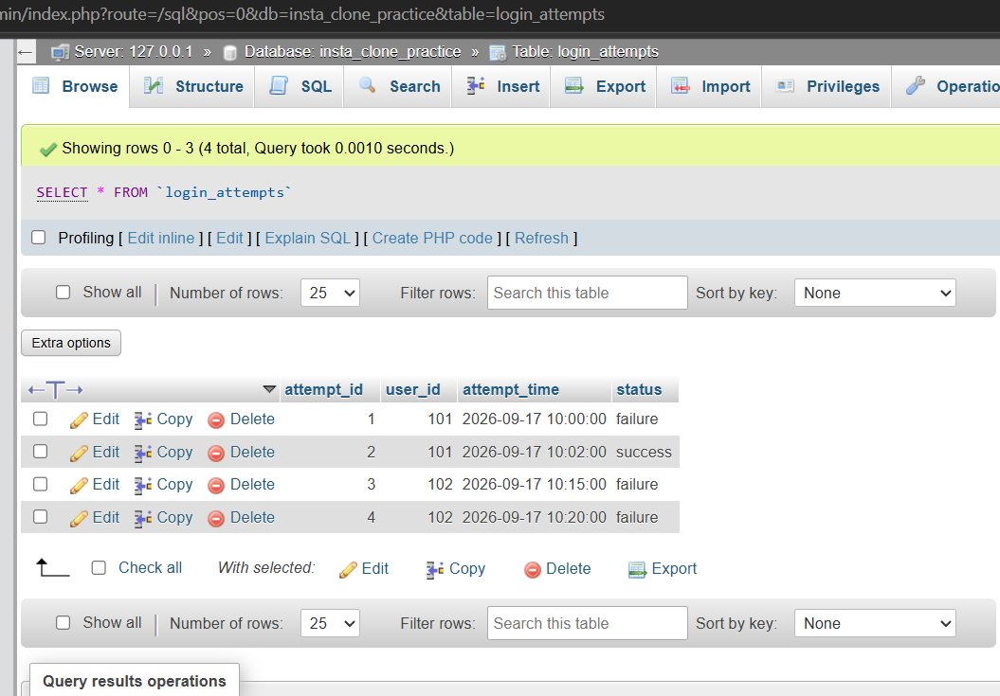 min/index.php?route=/sql&pos=0&db=insta_clone_practice&table=login_attempts
Server: 127.0.0.1 » Database: insta_clone_practice » Table: login_attempts
Browse Structure SQL Search Insert Export Import Privileges Operatio
Showing rows 0 - 3 (4 total, Query took 0.0010 seconds.)
SELECT * FROM `login_attempts`
Profiling [ Edit inline ] [ Edit ] [ Explain SQL ] [ Create PHP code ] [ Refresh ]
Show all Number of rows: 25 Filter rows: Search this table Sort by key: None
Extra options
←T→ attempt_id user_id attempt_time status
Edit Copy Delete 1 101 2026-09-17 10:00:00 failure
Edit Copy Delete 2 101 2026-09-17 10:02:00 success
Edit Copy Delete 3 102 2026-09-17 10:15:00 failure
Edit Copy Delete 4 102 2026-09-17 10:20:00 failure
Check all With selected: Edit Copy Delete Export
Show all Number of rows: 25 Filter rows: Search this table Sort by key: None
Query results operations